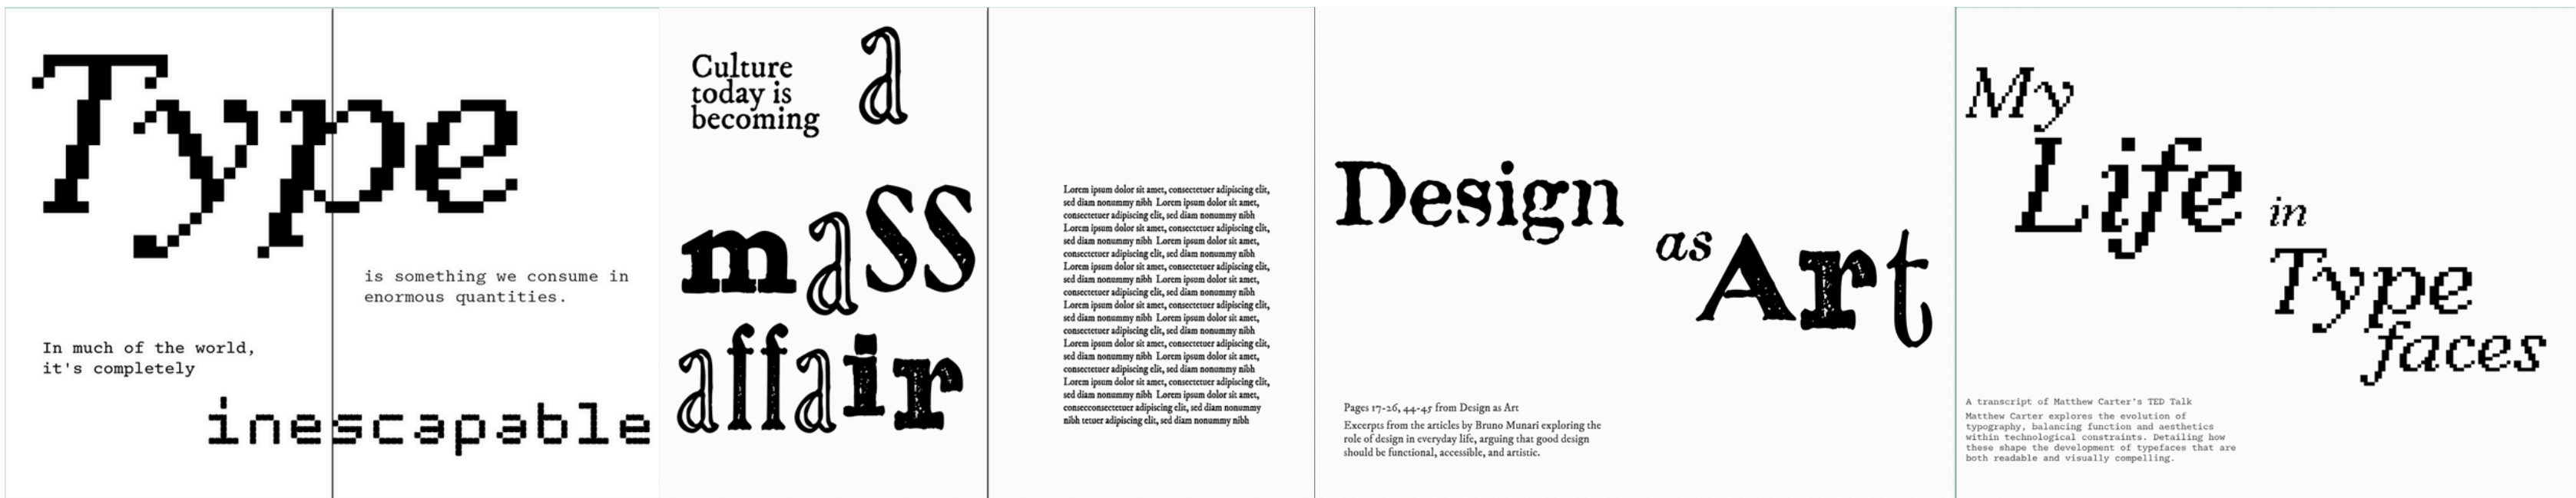 Type
is something we consume in
enormous quantities.
In much of the world,
it's completely
inescapable
Culture
today is
becoming
a
mass
affair
Lorem ipsum dolor sit amet, consectetuer adipiscing elit,
sed diam nonummy nibh Lorem ipsum dolor sit amet,
consectetuer adipiscing elit, sed diam nonummy nibh
Lorem ipsum dolor sit amet, consectetuer adipiscing elit,
sed diam nonummy nibh Lorem ipsum dolor sit amet,
consectetuer adipiscing elit, sed diam nonummy nibh
Lorem ipsum dolor sit amet, consectetuer adipiscing elit,
sed diam nonummy nibh Lorem ipsum dolor sit amet,
consectetuer adipiscing elit, sed diam nonummy nibh
Lorem ipsum dolor sit amet, consectetuer adipiscing elit,
sed diam nonummy nibh Lorem ipsum dolor sit amet,
consectetuer adipiscing elit, sed diam nonummy nibh
Lorem ipsum dolor sit amet, consectetuer adipiscing elit,
sed diam nonummy nibh Lorem ipsum dolor sit amet,
consectetuer adipiscing elit, sed diam nonummy nibh
Lorem ipsum dolor sit amet, consectetuer adipiscing elit,
sed diam nonummy nibh Lorem ipsum dolor sit amet,
consecconsectetuer adipiscing elit, sed diam nonummy
nibh tetuer adipiscing elit, sed diam nonummy nibh
Design
as Art
Pages 17-26, 44-45 from Design as Art
Excerpts from the articles by Bruno Munari exploring the
role of design in everyday life, arguing that good design
should be functional, accessible, and artistic.
My
Life in
Type
faces
A transcript of Matthew Carter's TED Talk
Matthew Carter explores the evolution of
typography, balancing function and aesthetics
within technological constraints. Detailing how
these shape the development of typefaces that are
both readable and visually compelling.